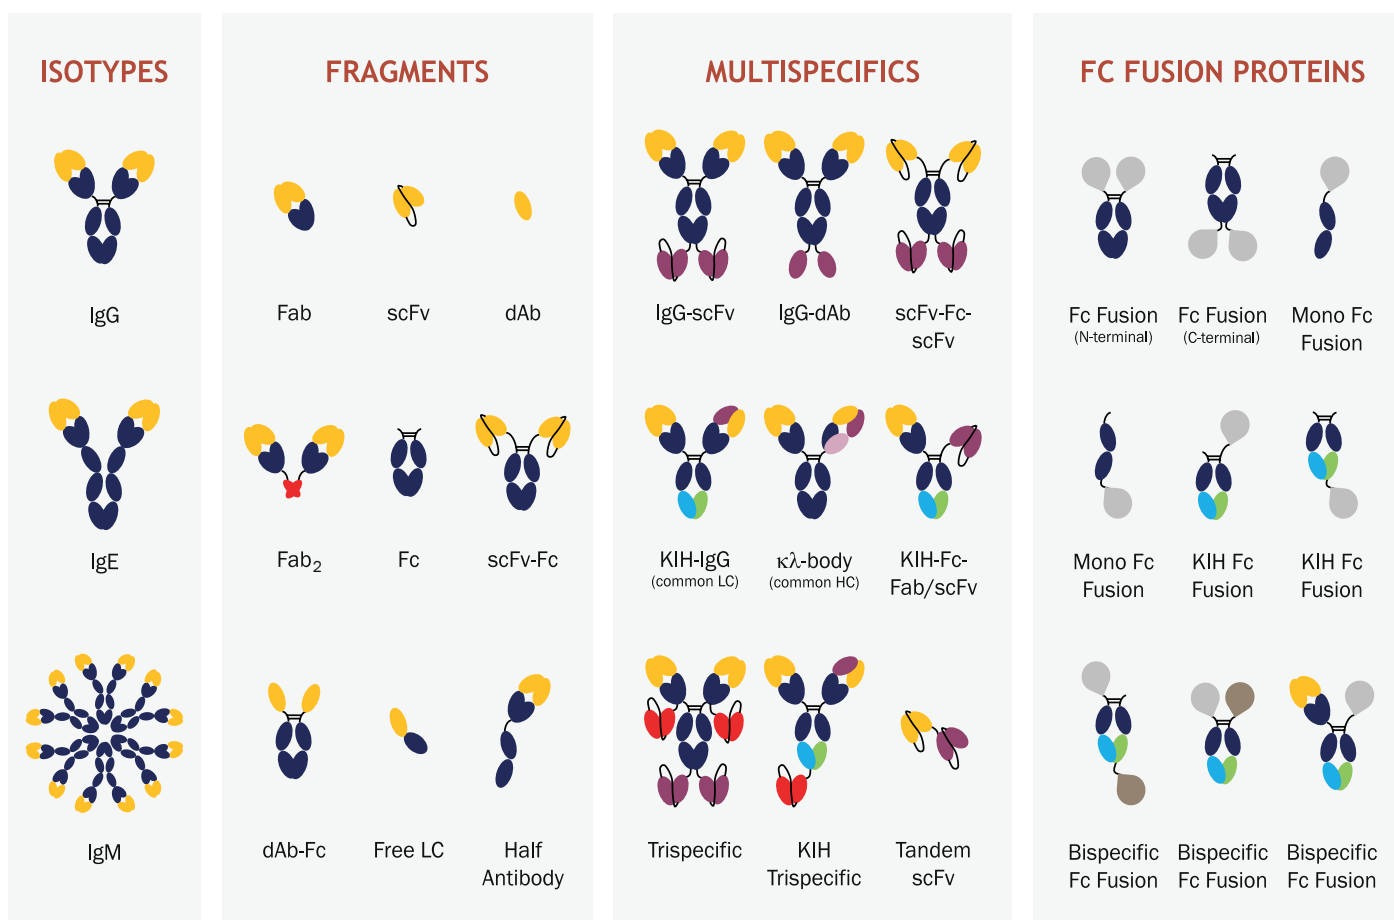 ISOTYPES
IgG
IgE
IgM
FRAGMENTS
Fab
scFv
dAb
Fab₂
Fc
scFv-Fc
dAb-Fc
Free LC
Half
Antibody
MULTISPECIFICS
IgG-scFv
IgG-dAb
scFv-Fc-
scFv
KIH-IgG
(common LC)
κλ-body
(common HC)
KIH-Fc-
Fab/scFv
Trispecific
KIH
Trispecific
Tandem
scFv
FC FUSION PROTEINS
Fc Fusion
(N-terminal)
Fc Fusion
(C-terminal)
Mono Fc
Fusion
Mono Fc
Fusion
KIH Fc
Fusion
KIH Fc
Fusion
Bispecific
Fc Fusion
Bispecific
Fc Fusion
Bispecific
Fc Fusion